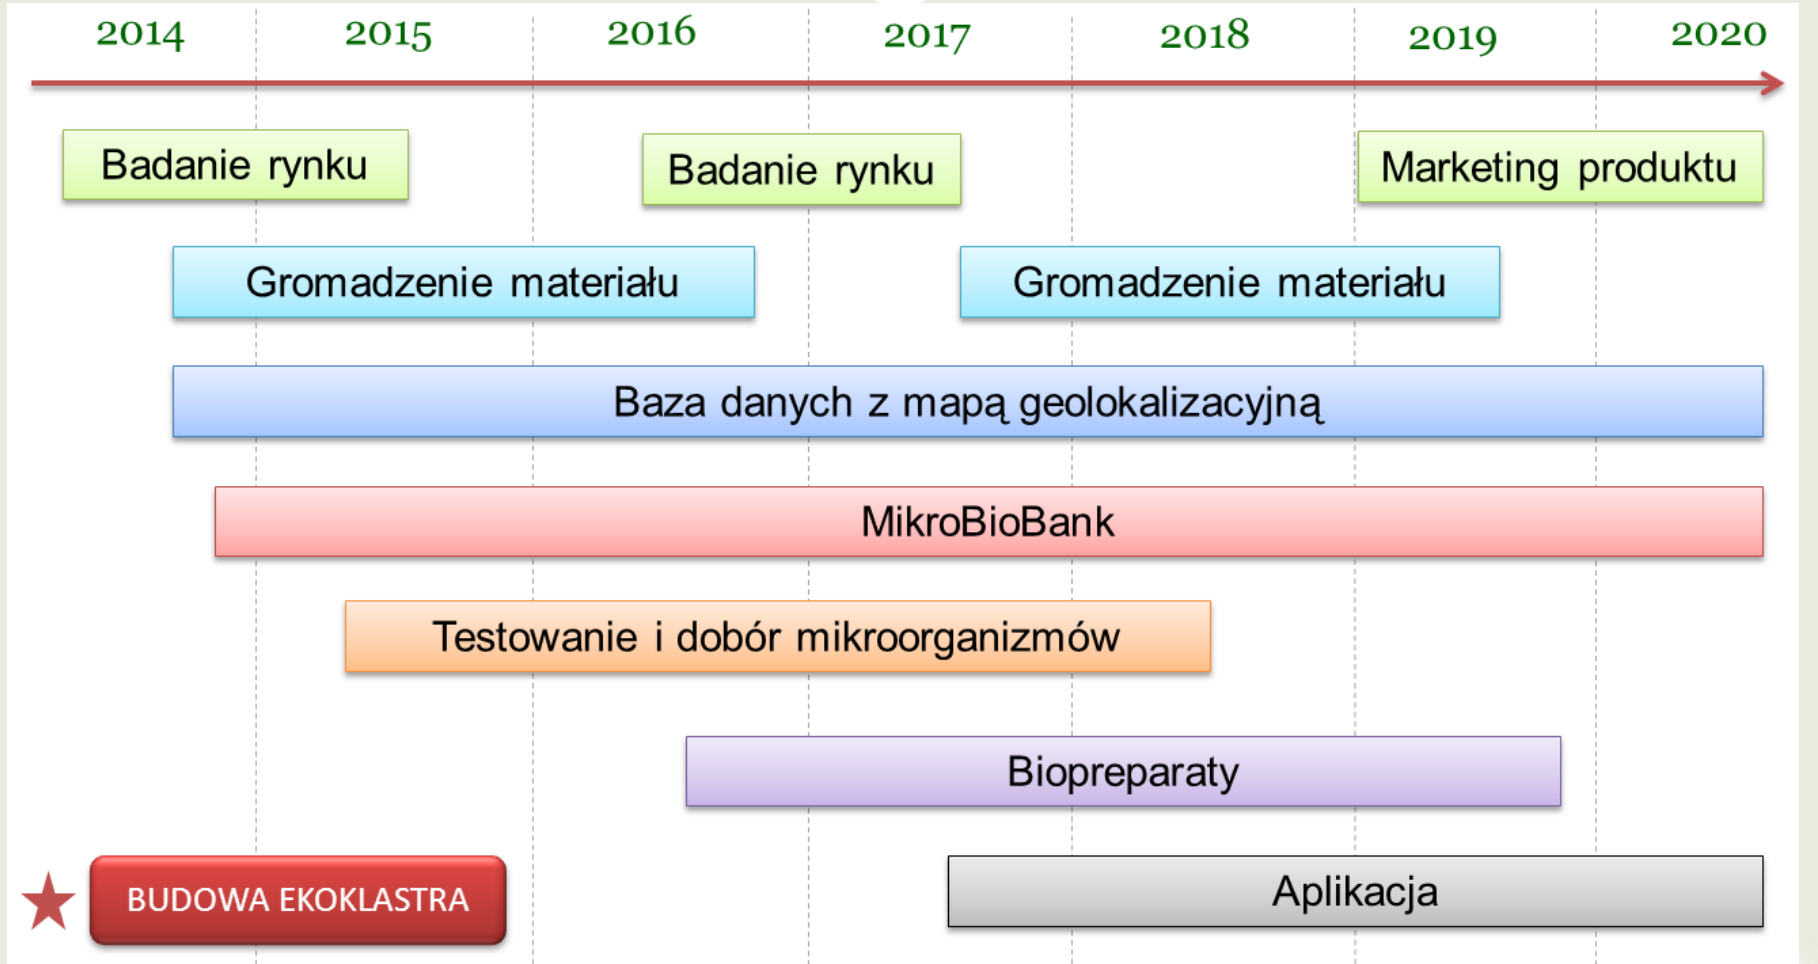 2014 2015 2016 2017 2018 2019 2020
Badanie rynku
Badanie rynku
Marketing produktu
Gromadzenie materiału
Gromadzenie materiału
Baza danych z mapą geolokalizacyjną
MikroBioBank
Testowanie i dobór mikroorganizmów
Biopreparaty
BUDOWA EKOKLASTRA
Aplikacja